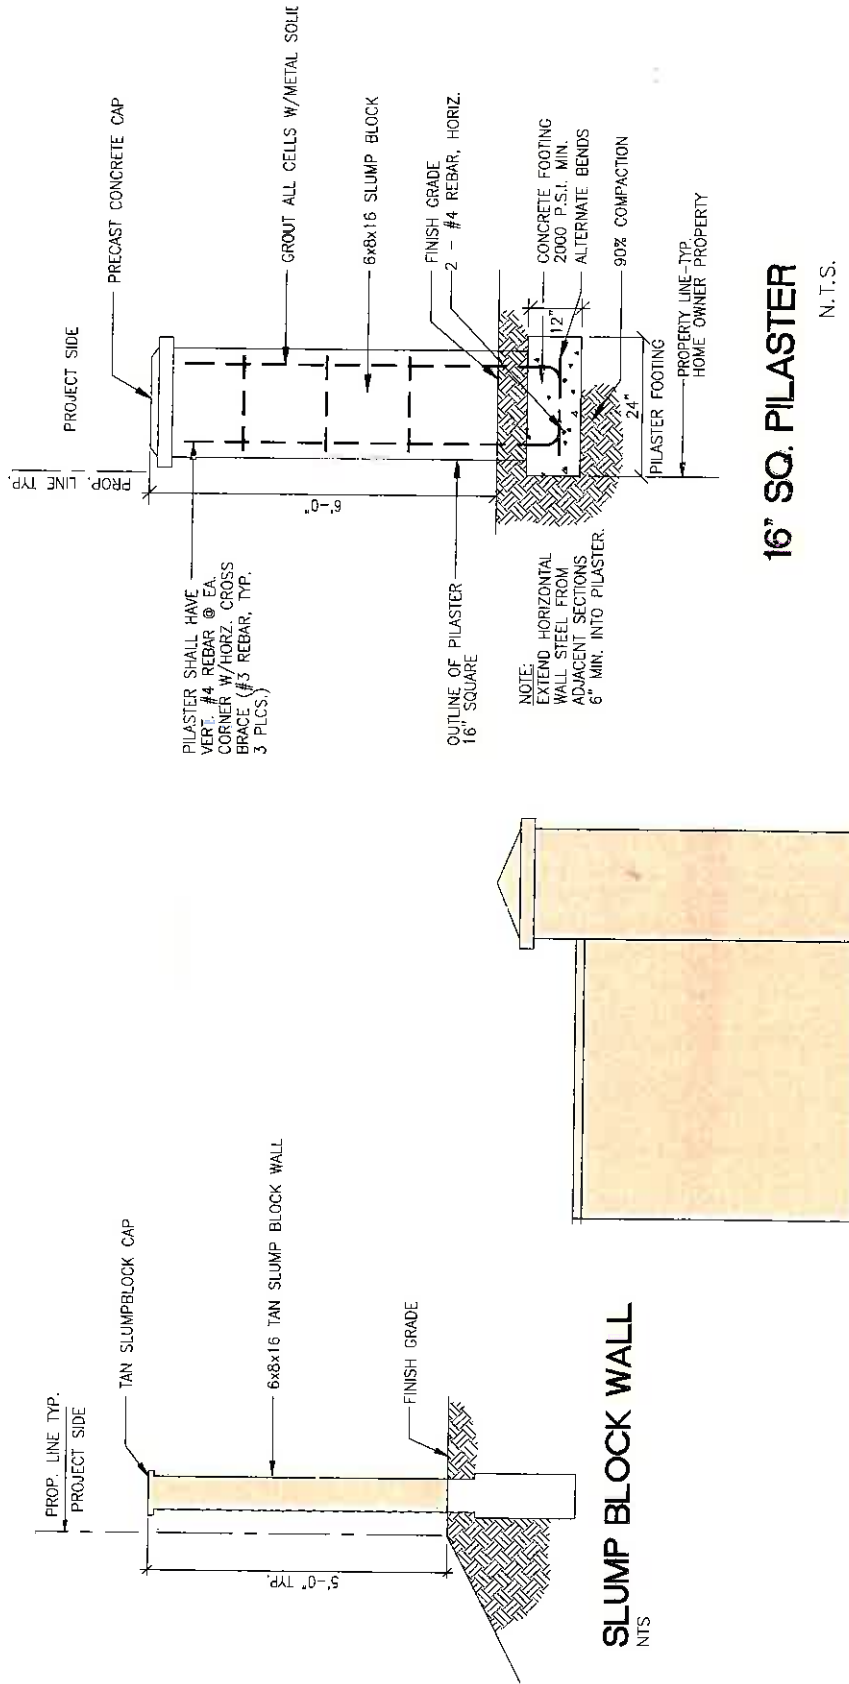 PROP. LINE TYP.
PROJECT SIDE
TAN SLUMPBLOCK CAP
6x8x16 TAN SLUMP BLOCK WALL
FINISH GRADE
5'-0" TYP.
SLUMP BLOCK WALL
NTS
PROP. LINE TYP.
PROJECT SIDE
PRECAST CONCRETE CAP
PILASTER SHALL HAVE
VERT. #4 REBAR @ EA.
CORNER W/HORZ. CROSS
BRACE (#3 REBAR, TYP.
3 PLCS.)
6'-0"
GROUT ALL CELLS W/METAL SOLID
6x8x16 SLUMP BLOCK
OUTLINE OF PILASTER
16" SQUARE
FINISH GRADE
2 - #4 REBAR, HORIZ.
NOTE:
EXTEND HORIZONTAL
WALL STEEL FROM
ADJACENT SECTIONS
6" MIN. INTO PILASTER.
12"
CONCRETE FOOTING
2000 P.S.I. MIN.
ALTERNATE BENDS
90% COMPACTION
24"
PILASTER FOOTING
PROPERTY LINE-TYP.
HOME OWNER PROPERTY
16" SQ. PILASTER
N.T.S.